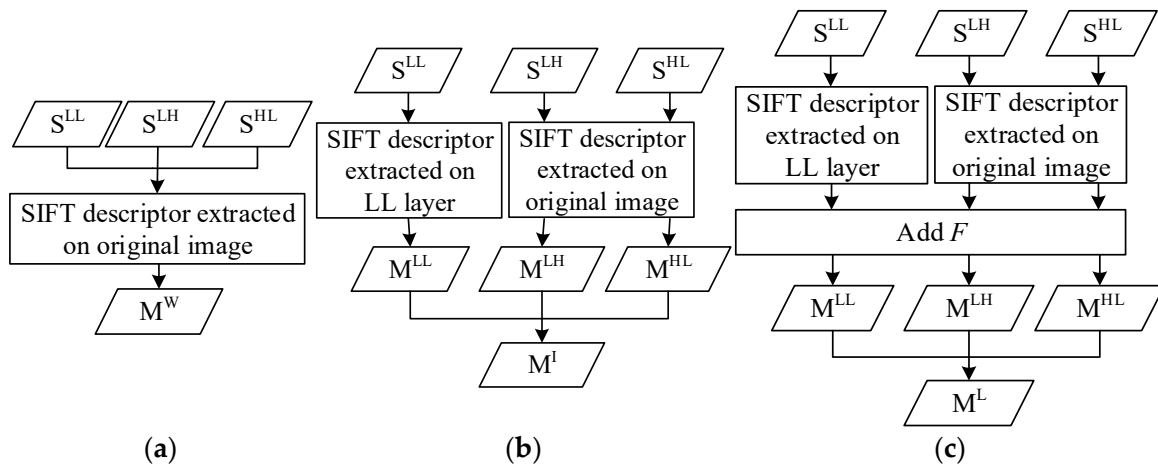 S^LL S^LH S^HL
SIFT descriptor extracted
on original image
M^W
(a)
S^LL S^LH S^HL
SIFT descriptor
extracted on
LL layer
SIFT descriptor
extracted on
original image
M^LL M^LH M^HL
M^I
(b)
S^LL S^LH S^HL
SIFT descriptor
extracted on
LL layer
SIFT descriptor
extracted on
original image
Add F
M^LL M^LH M^HL
M^L
(c)